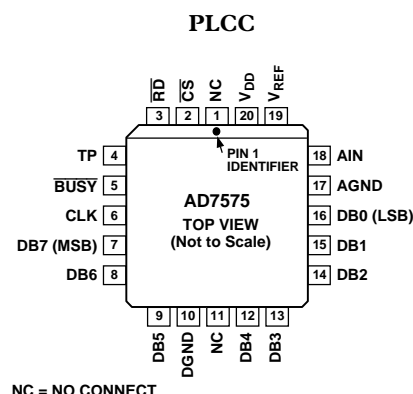 PLCC
RD CS NC VDD VREF
3 2 1 20 19
TP 4
BUSY 5
CLK 6
DB7 (MSB) 7
DB6 8
PIN 1
IDENTIFIER
AD7575
TOP VIEW
(Not to Scale)
18 AIN
17 AGND
16 DB0 (LSB)
15 DB1
14 DB2
9 10 11 12 13
DB5 DGND NC DB4 DB3
NC = NO CONNECT